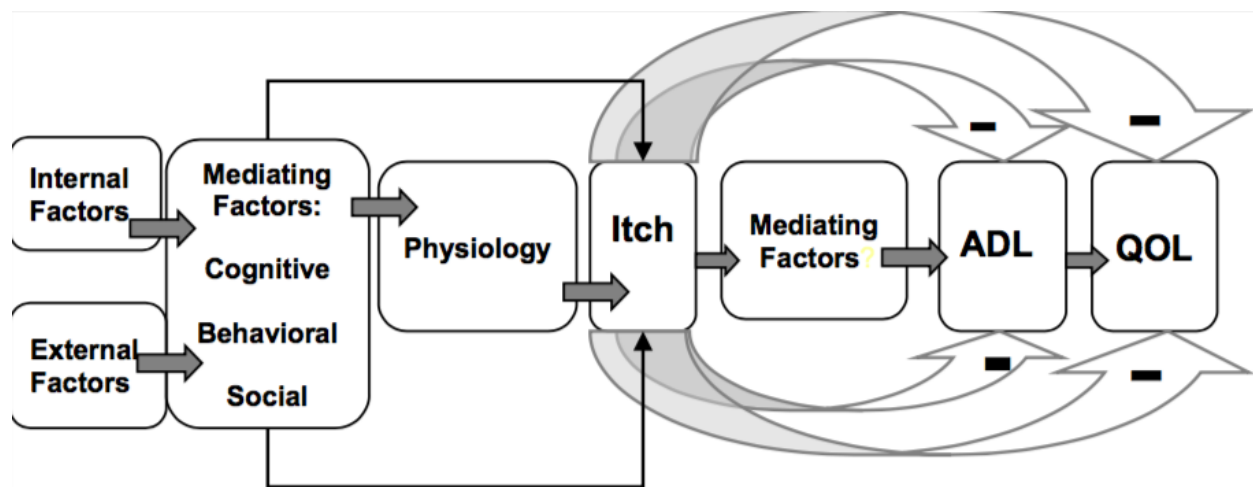 Internal
Factors
External
Factors
Mediating
Factors:
Cognitive
Behavioral
Social
Physiology
Itch
Mediating
Factors?
ADL
QOL
-
-
-
-